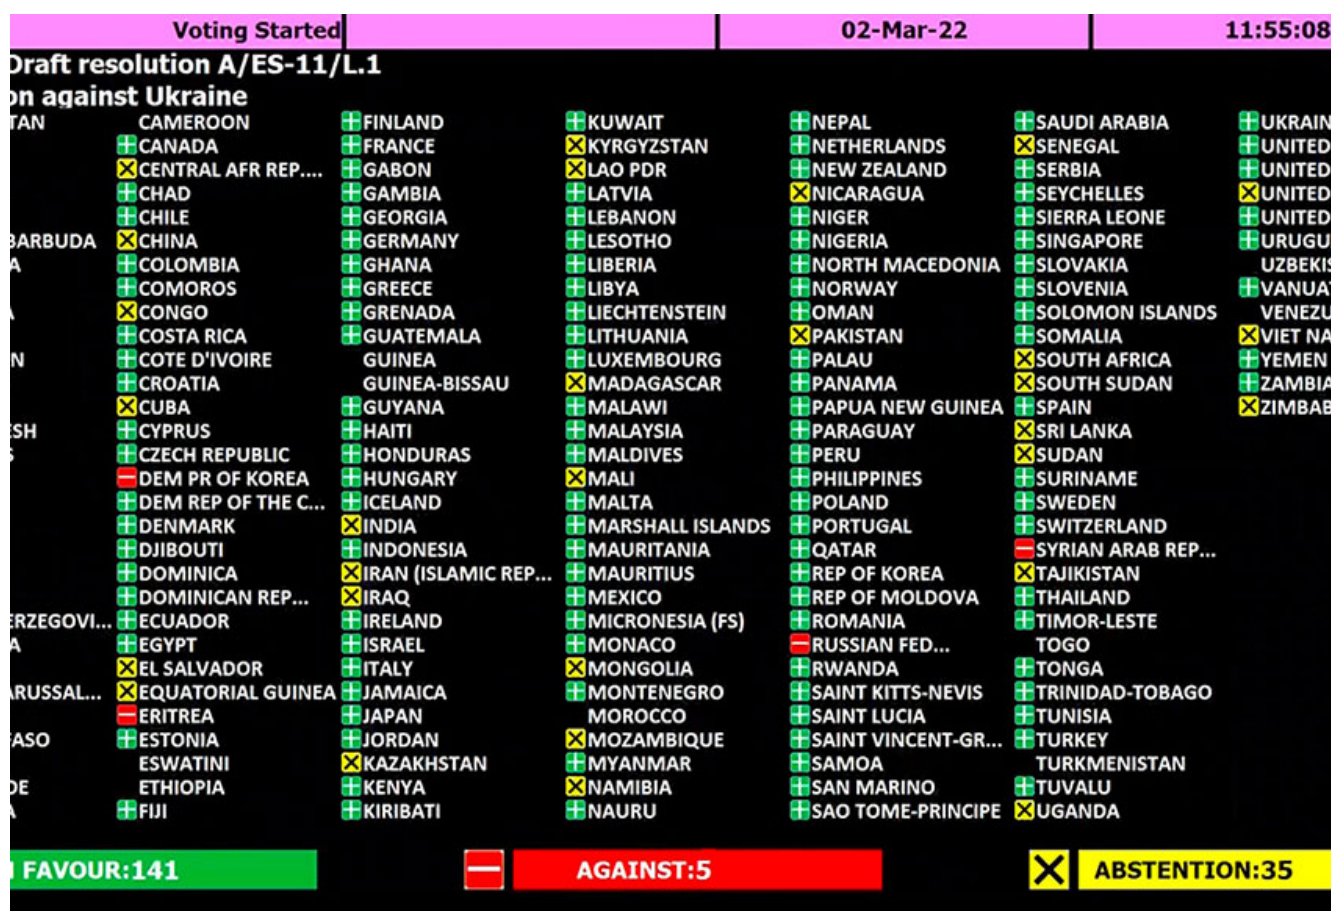 Voting Started 02-Mar-22 11:55:08
Draft resolution A/ES-11/L.1
on against Ukraine
TAN
BARBUDA
A
N
SH
ERZEGOVI...
A
ARUSSAL...
ASO
DE
CAMEROON
CANADA
CENTRAL AFR REP....
CHAD
CHILE
CHINA
COLOMBIA
COMOROS
CONGO
COSTA RICA
COTE D'IVOIRE
CROATIA
CUBA
CYPRUS
CZECH REPUBLIC
DEM PR OF KOREA
DEM REP OF THE C...
DENMARK
DJIBOUTI
DOMINICA
DOMINICAN REP...
ECUADOR
EGYPT
EL SALVADOR
EQUATORIAL GUINEA
ERITREA
ESTONIA
ESWATINI
ETHIOPIA
FIJI
FINLAND
FRANCE
GABON
GAMBIA
GEORGIA
GERMANY
GHANA
GREECE
GRENADA
GUATEMALA
GUINEA
GUINEA-BISSAU
GUYANA
HAITI
HONDURAS
HUNGARY
ICELAND
INDIA
INDONESIA
IRAN (ISLAMIC REP...
IRAQ
IRELAND
ISRAEL
ITALY
JAMAICA
JAPAN
JORDAN
KAZAKHSTAN
KENYA
KIRIBATI
KUWAIT
KYRGYZSTAN
LAO PDR
LATVIA
LEBANON
LESOTHO
LIBERIA
LIBYA
LIECHTENSTEIN
LITHUANIA
LUXEMBOURG
MADAGASCAR
MALAWI
MALAYSIA
MALDIVES
MALI
MALTA
MARSHALL ISLANDS
MAURITANIA
MAURITIUS
MEXICO
MICRONESIA (FS)
MONACO
MONGOLIA
MONTENEGRO
MOROCCO
MOZAMBIQUE
MYANMAR
NAMIBIA
NAURU
NEPAL
NETHERLANDS
NEW ZEALAND
NICARAGUA
NIGER
NIGERIA
NORTH MACEDONIA
NORWAY
OMAN
PAKISTAN
PALAU
PANAMA
PAPUA NEW GUINEA
PARAGUAY
PERU
PHILIPPINES
POLAND
PORTUGAL
QATAR
REP OF KOREA
REP OF MOLDOVA
ROMANIA
RUSSIAN FED...
RWANDA
SAINT KITTS-NEVIS
SAINT LUCIA
SAINT VINCENT-GR...
SAMOA
SAN MARINO
SAO TOME-PRINCIPE
SAUDI ARABIA
SENEGAL
SERBIA
SEYCHELLES
SIERRA LEONE
SINGAPORE
SLOVAKIA
SLOVENIA
SOLOMON ISLANDS
SOMALIA
SOUTH AFRICA
SOUTH SUDAN
SPAIN
SRI LANKA
SUDAN
SURINAME
SWEDEN
SWITZERLAND
SYRIAN ARAB REP...
TAJIKISTAN
THAILAND
TIMOR-LESTE
TOGO
TONGA
TRINIDAD-TOBAGO
TUNISIA
TURKEY
TURKMENISTAN
TUVALU
UGANDA
UKRAIN
UNITED
UNITED
UNITED
UNITED
URUGU
UZBEKIS
VANUAT
VENEZU
VIET NA
YEMEN
ZAMBIA
ZIMBAB
FAVOUR:141 AGAINST:5 ABSTENTION:35